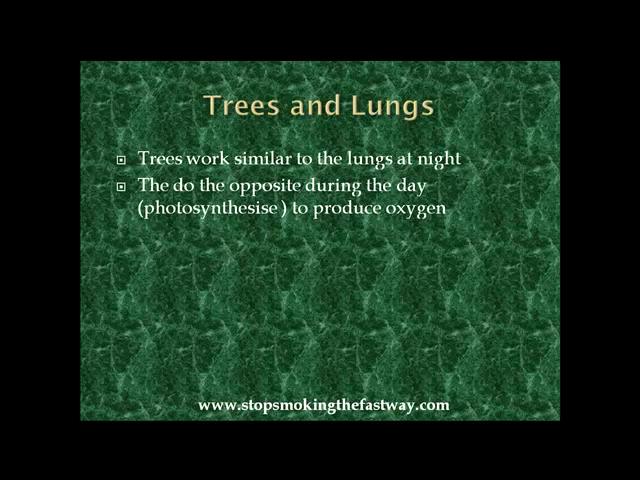 Trees and Lungs
Trees work similar to the lungs at night
The do the opposite during the day
(photosynthesise ) to produce oxygen
www.stopsmokingthefastway.com